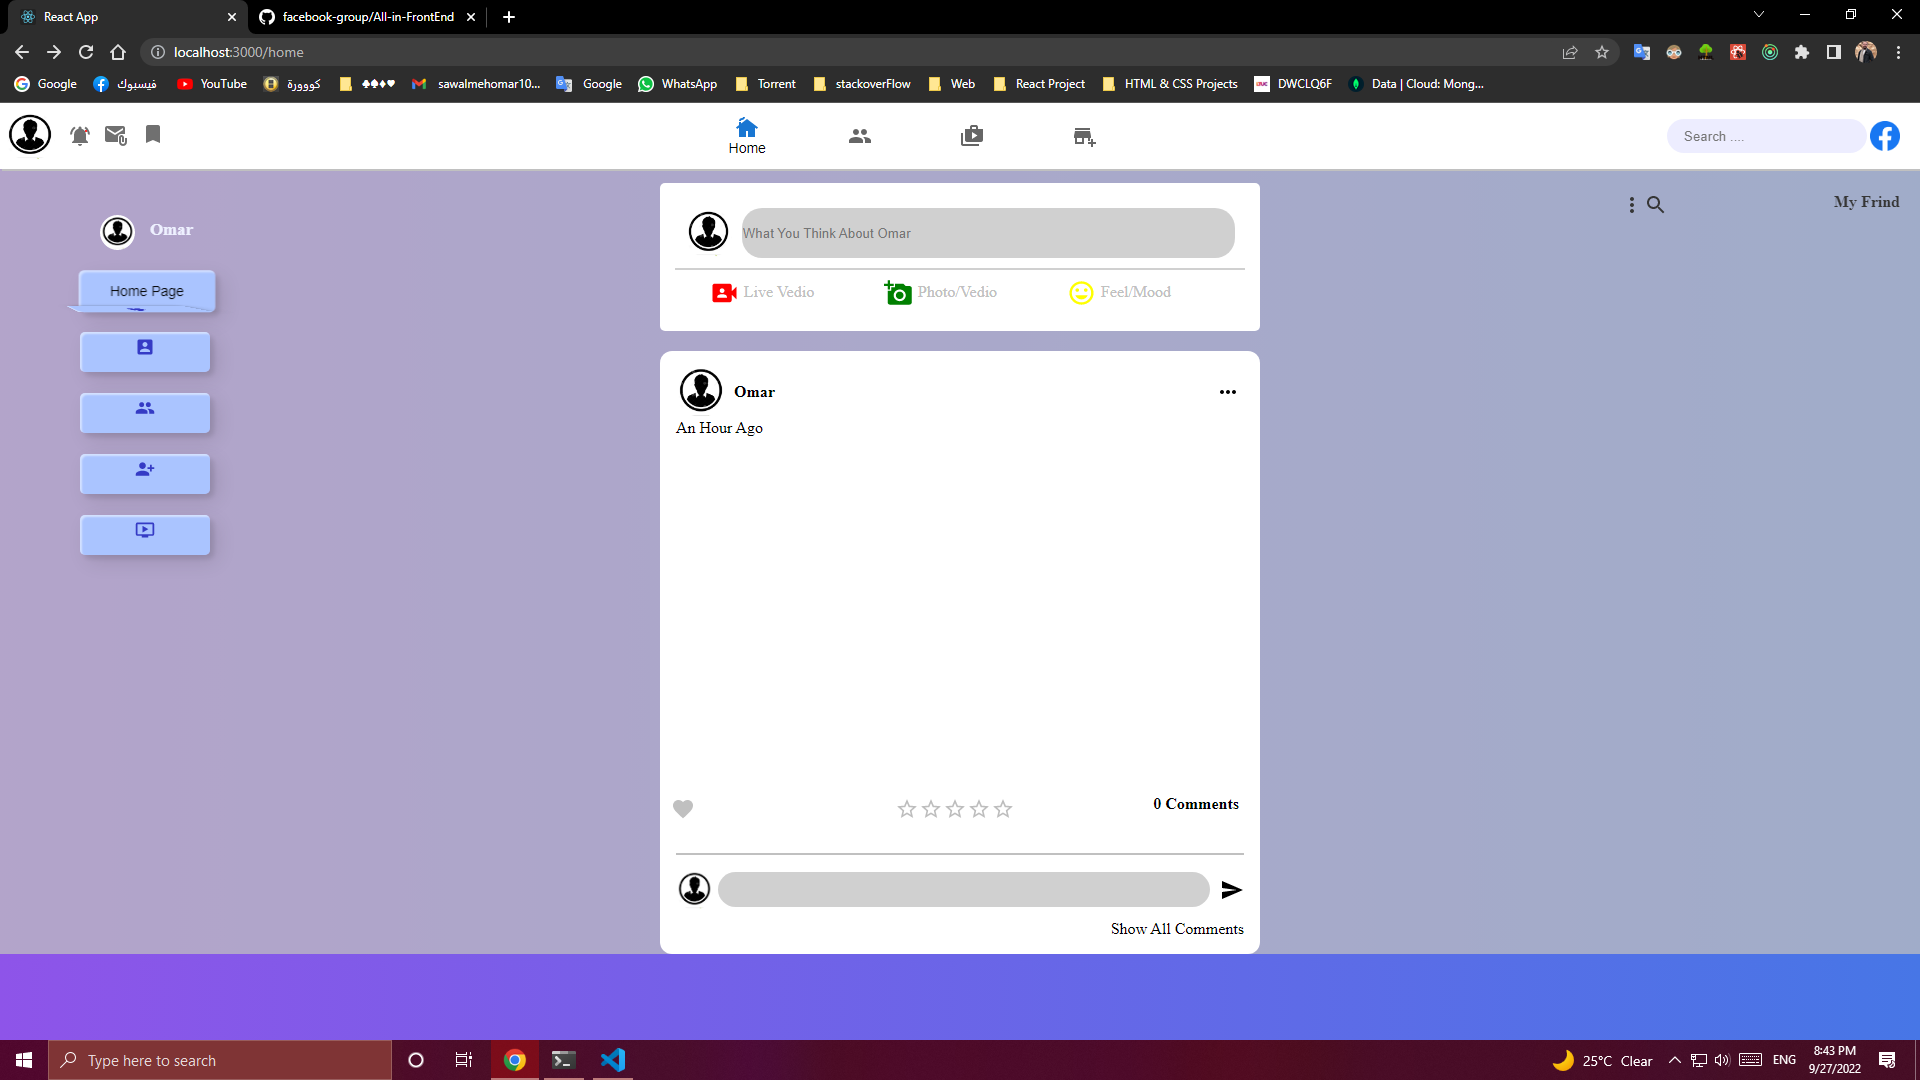 React App
facebook-group/All-in-FrontEnd
localhost:3000/home
Google
فيسبوك
YouTube
كووورة
♣♠♦♥
sawalmehomar10...
Google
WhatsApp
Torrent
stackoverFlow
Web
React Project
HTML & CSS Projects
DWCLQ6F
Data | Cloud: Mong...
Home
Search ....
Omar
Home Page
What You Think About Omar
Live Vedio
Photo/Vedio
Feel/Mood
My Frind
Omar
An Hour Ago
0 Comments
Show All Comments
Type here to search
25°C Clear
ENG
8:43 PM
9/27/2022